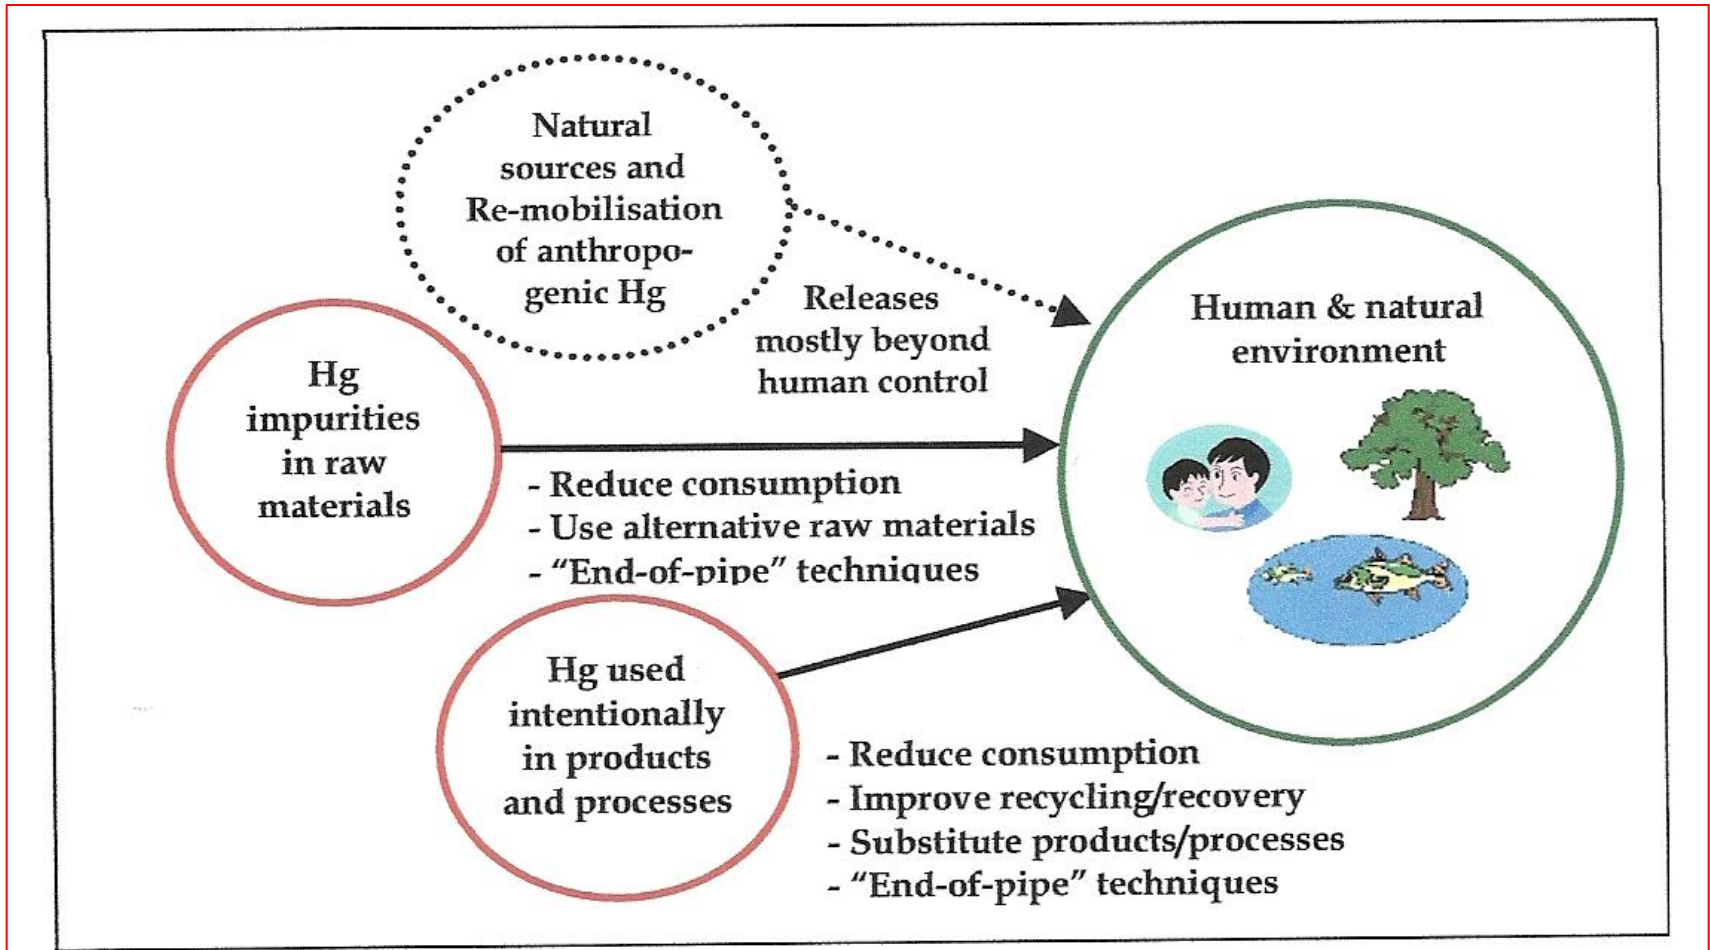 Natural
sources and
Re-mobilisation
of anthropo-
genic Hg
Releases
mostly beyond
human control
Human & natural
environment
Hg
impurities
in raw
materials
- Reduce consumption
- Use alternative raw materials
- “End-of-pipe” techniques
Hg used
intentionally
in products
and processes
- Reduce consumption
- Improve recycling/recovery
- Substitute products/processes
- “End-of-pipe” techniques